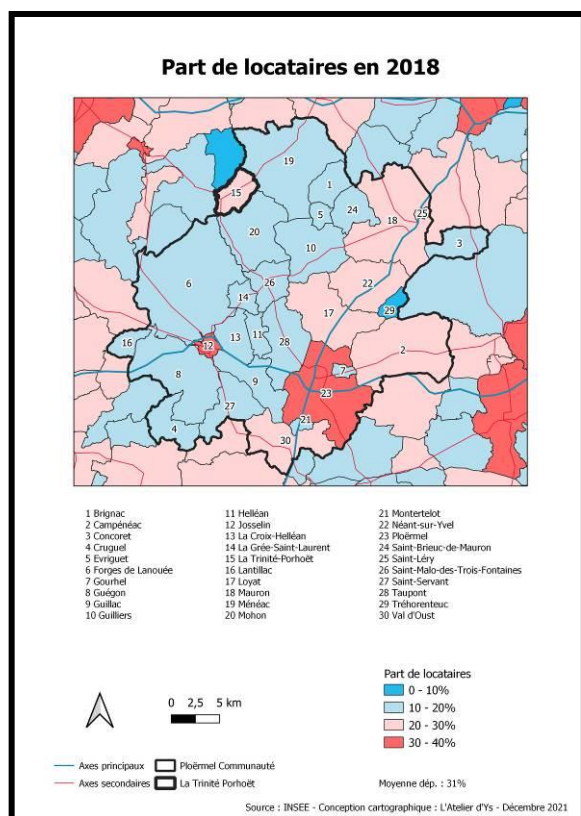 Part de locataires en 2018
19
1
15
5
24
18
25
20
10
3
6
26
22
14
17
29
16
12
13
11
28
2
8
9
7
23
27
21
4
30
1 Brignac
2 Campénéac
3 Concoret
4 Cruguel
5 Evriguet
6 Forges de Lanouée
7 Gourhel
8 Guégon
9 Guillac
10 Guilliers
11 Helléan
12 Josselin
13 La Croix-Helléan
14 La Grée-Saint-Laurent
15 La Trinité-Porhoët
16 Lantillac
17 Loyat
18 Mauron
19 Ménéac
20 Mohon
21 Montertelot
22 Néant-sur-Yvel
23 Ploërmel
24 Saint-Brieuc-de-Mauron
25 Saint-Léry
26 Saint-Malo-des-Trois-Fontaines
27 Saint-Servant
28 Taupont
29 Tréhorenteuc
30 Val d'Oust
0 2,5 5 km
Part de locataires
0 - 10%
10 - 20%
20 - 30%
30 - 40%
Axes principaux Ploërmel Communauté
Axes secondaires La Trinité Porhoët
Moyenne dép. : 31%
Source : INSEE - Conception cartographique : L'Atelier d'Ys - Décembre 2021